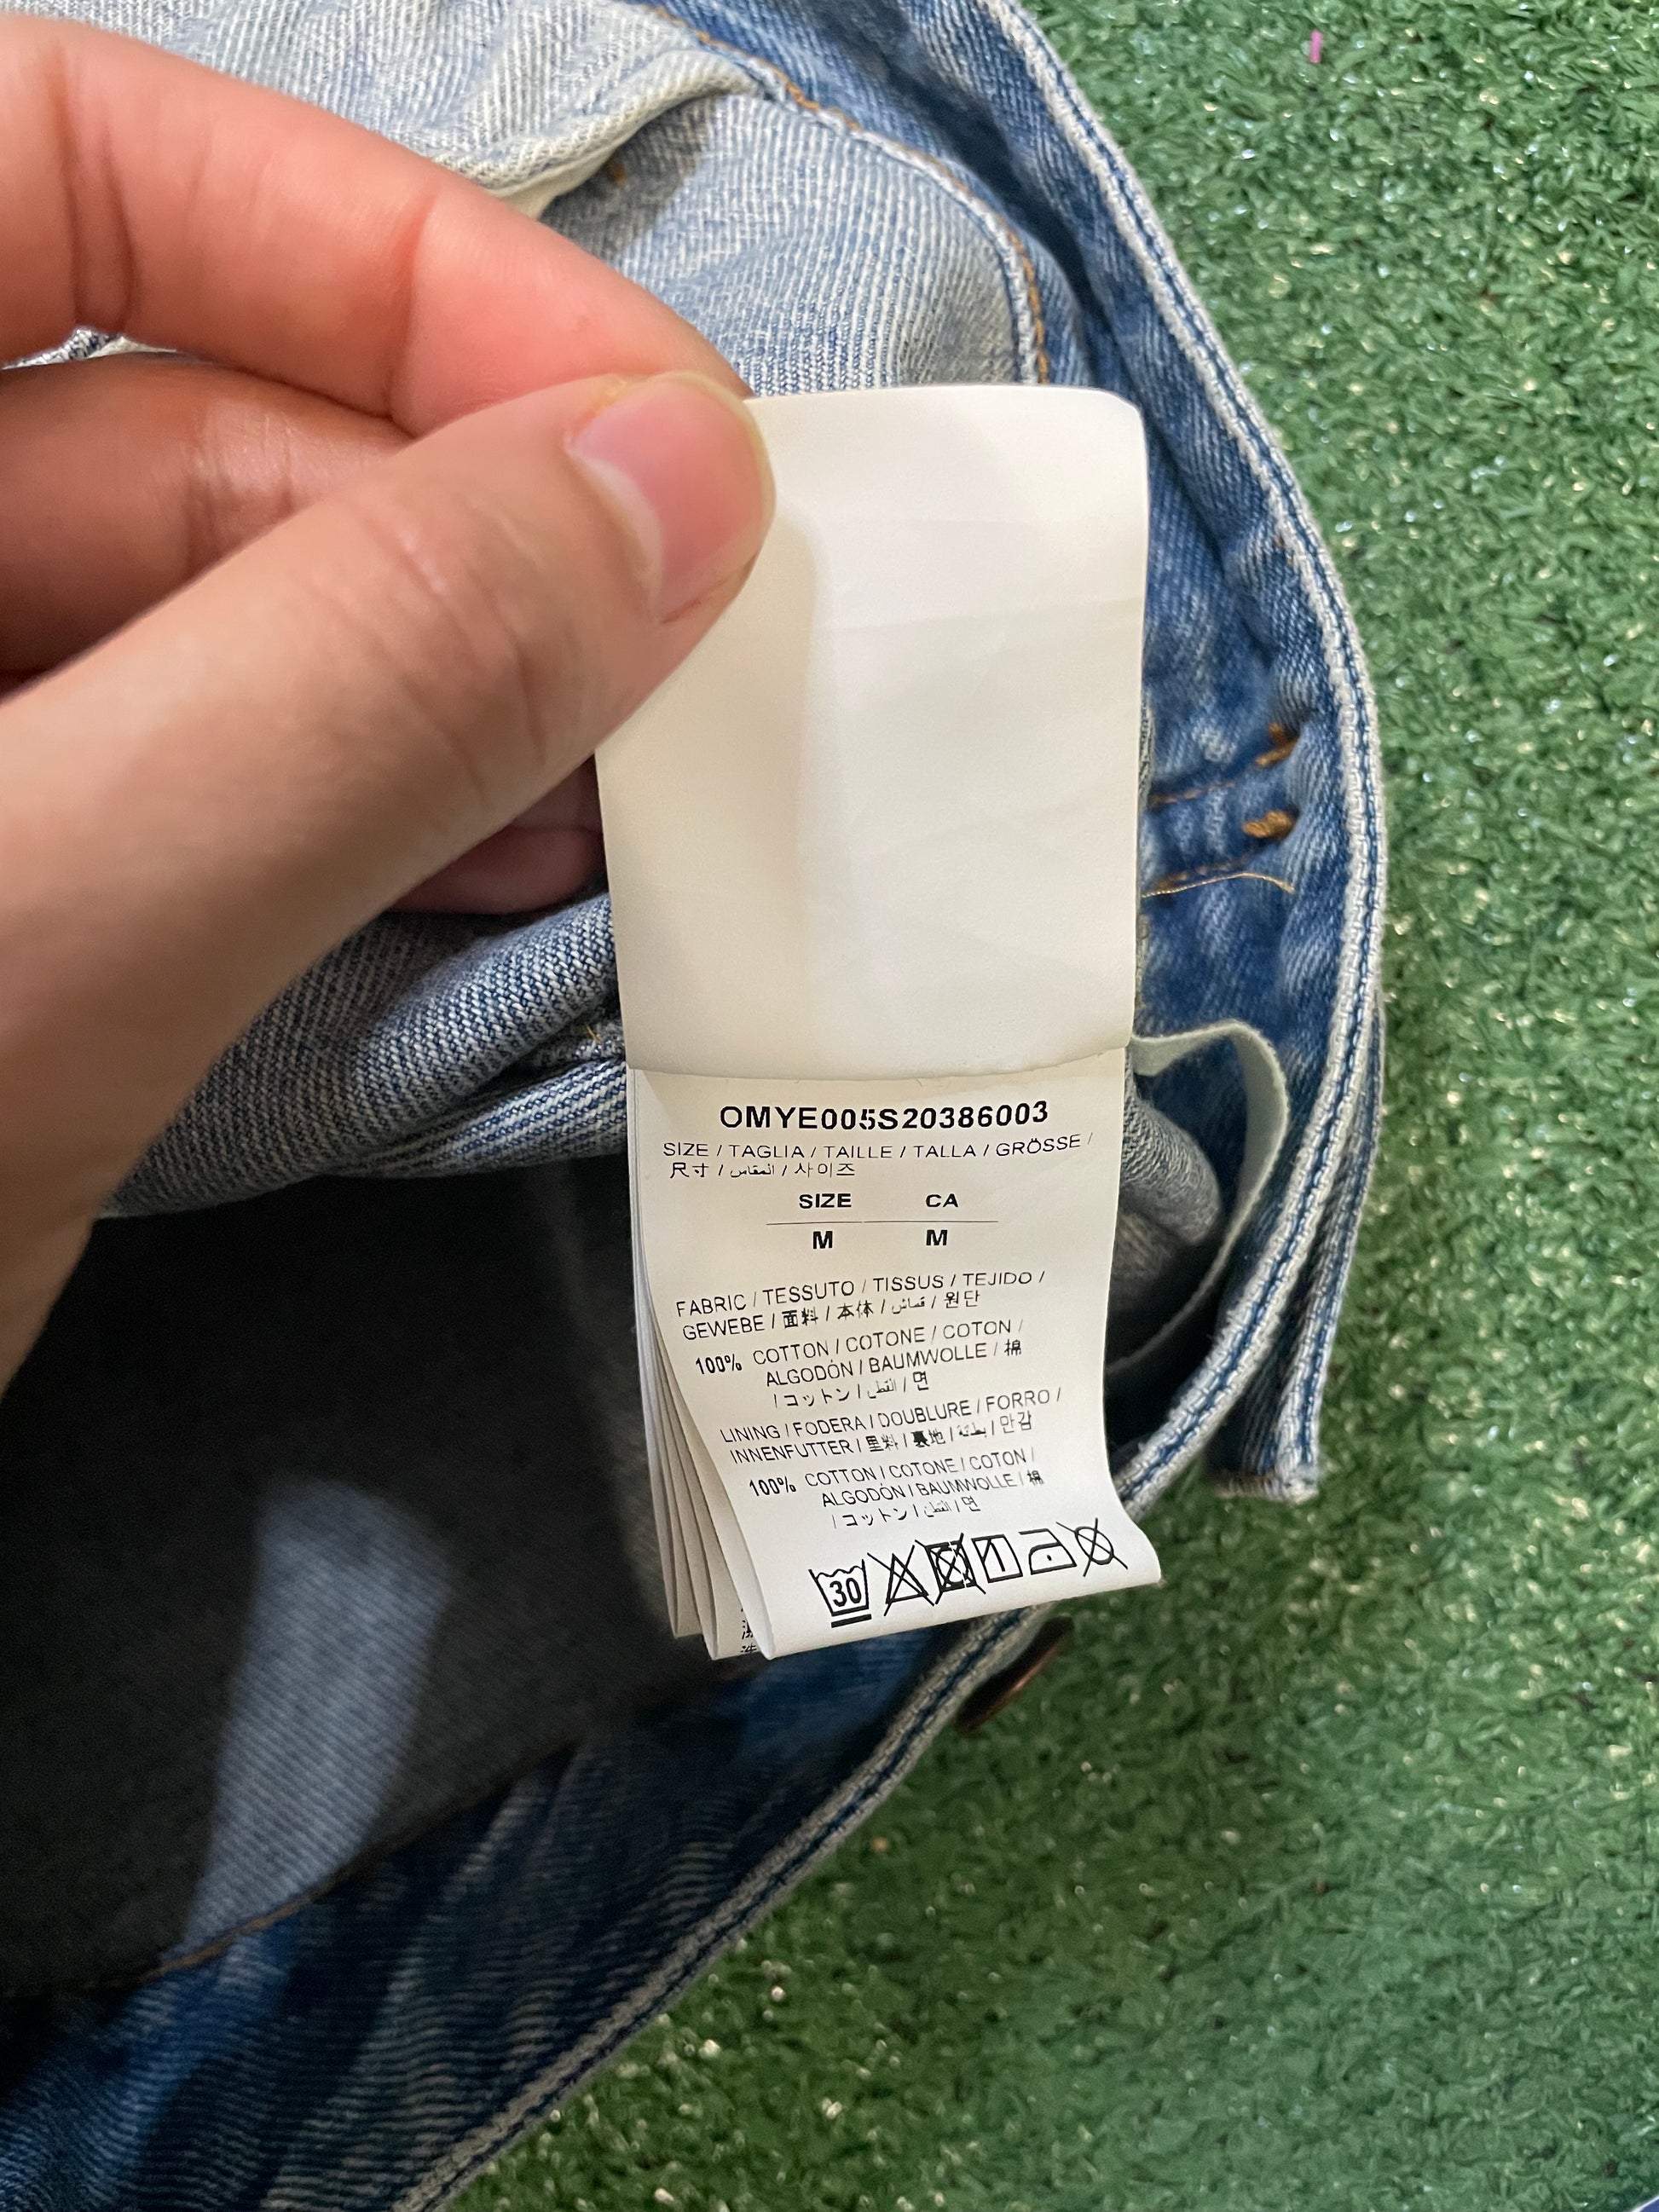 OMYE005S20386003
SIZE / TAGLIA / TAILLE / TALLA / GRÖSSE /
尺寸 / المقاس / 사이즈
SIZE CA
M M
FABRIC / TESSUTO / TISSUS / TEJIDO /
GEWEBE / 面料 / 本体 / قماش / 원단
100% COTTON / COTONE / COTON /
ALGODÓN / BAUMWOLLE / 棉
/ コットン / القطن / 면
LINING / FODERA / DOUBLURE / FORRO /
INNENFUTTER / 里料 / 裏地 / بطانة / 안감
100% COTTON / COTONE / COTON /
ALGODÓN / BAUMWOLLE / 棉
/ コットン / القطن / 면
30